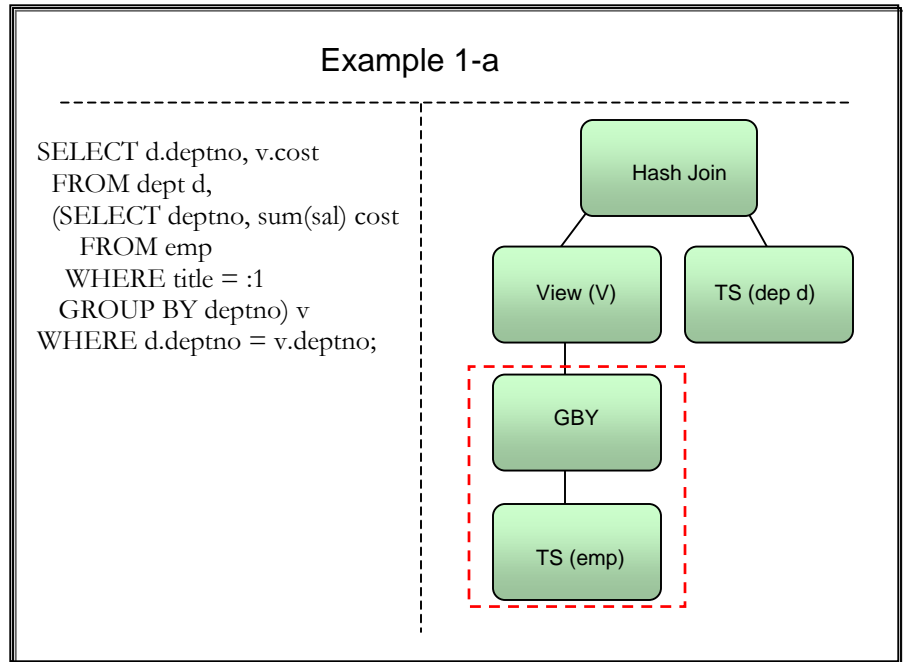 Example 1-a
SELECT d.deptno, v.cost
FROM dept d,
(SELECT deptno, sum(sal) cost
FROM emp
WHERE title = :1
GROUP BY deptno) v
WHERE d.deptno = v.deptno;
Hash Join
View (V)
TS (dep d)
GBY
TS (emp)